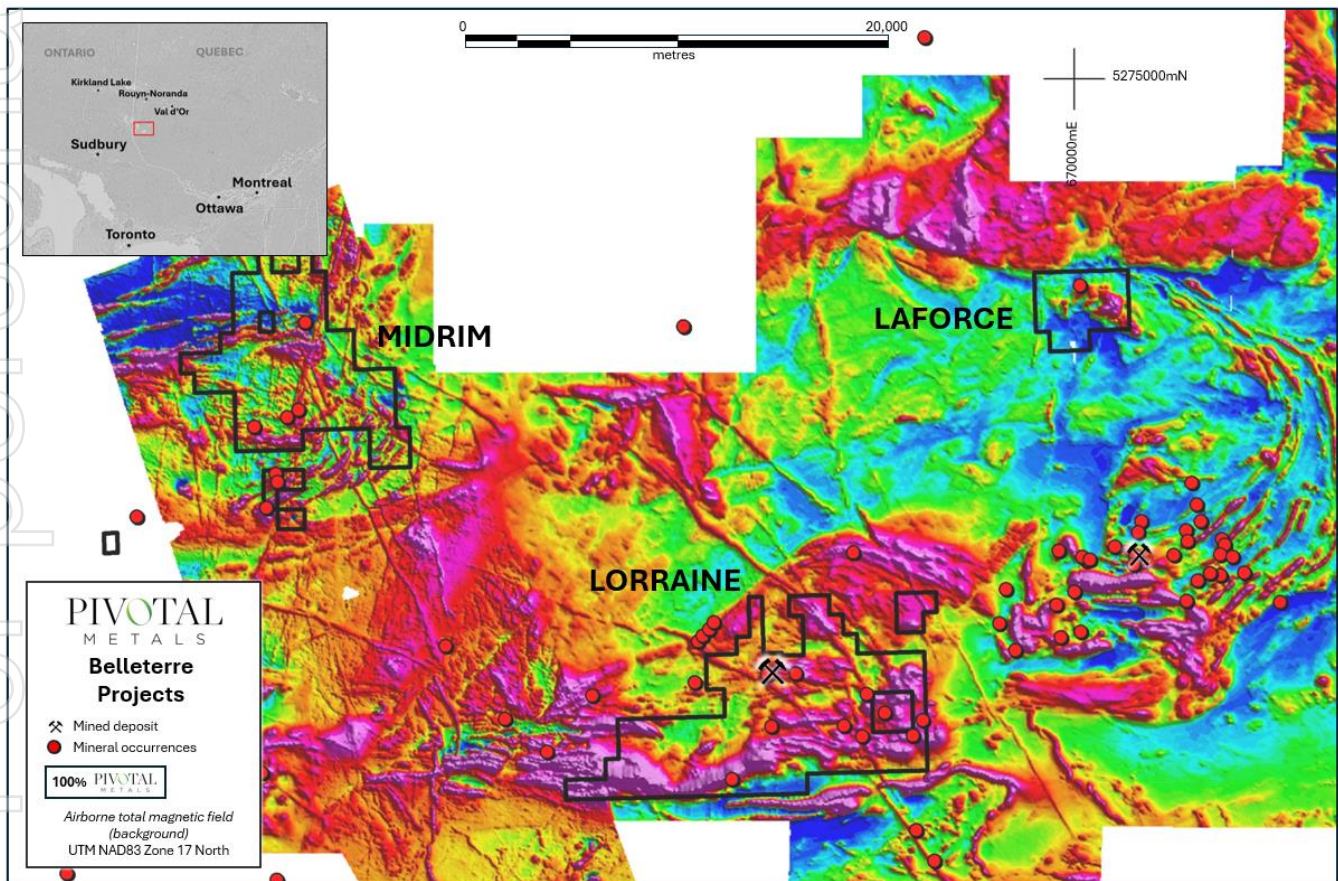 ONTARIO QUEBEC
Kirkland Lake
Rouyn-Noranda
Val d'Or
Sudbury
Montreal
Ottawa
Toronto
0 20,000
metres
5275000mN
670000mE
MIDRIM
LAFORCE
LORRAINE
PIVOTAL
METALS
Belleterre
Projects
Mined deposit
Mineral occurrences
100% PIVOTAL
METALS
Airborne total magnetic field
(background)
UTM NAD83 Zone 17 North